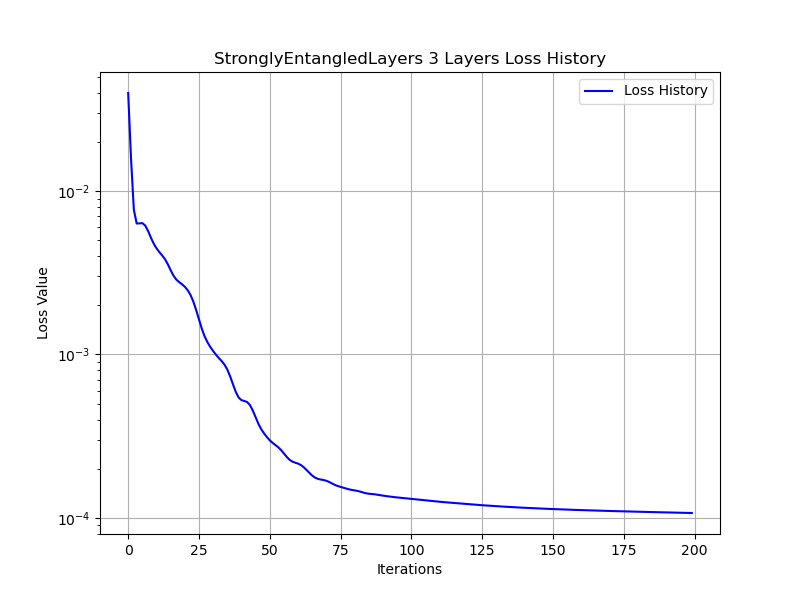 StronglyEntangledLayers 3 Layers Loss History
Loss History
10⁻²
10⁻³
10⁻⁴
Loss Value
0 25 50 75 100 125 150 175 200
Iterations